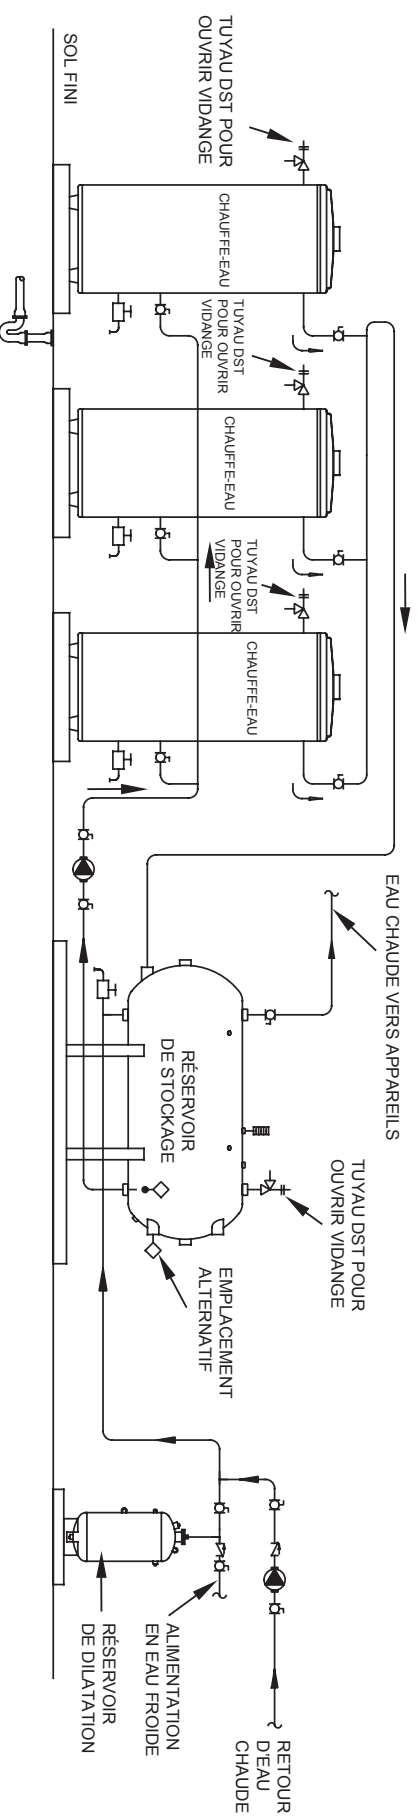 SOL FINI
TUYAU DST POUR
OUVRIR VIDANGE
CHAUFFE-EAU
TUYAU DST
POUR OUVRIR
VIDANGE
CHAUFFE-EAU
TUYAU DST
POUR OUVRIR
VIDANGE
CHAUFFE-EAU
EAU CHAUDE VERS APPAREILS
RÉSERVOIR
DE STOCKAGE
TUYAU DST POUR
OUVRIR VIDANGE
EMPLACEMENT
ALTERNATIF
RÉSERVOIR
DE DILATATION
ALIMENTATION
EN EAU FROIDE
RETOUR
D'EAU
CHAUDE